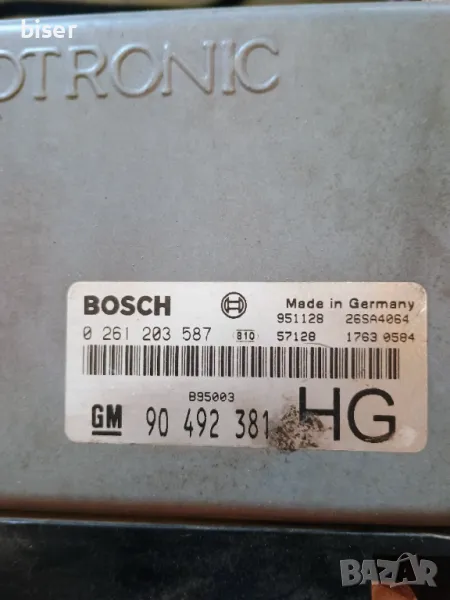 biser
OTRONIC
BOSCH
Made in Germany
951128 26SA4064
0 261 203 587 810 57128 1763 0584
B95003
GM 90 492 381 HG
BAZAR